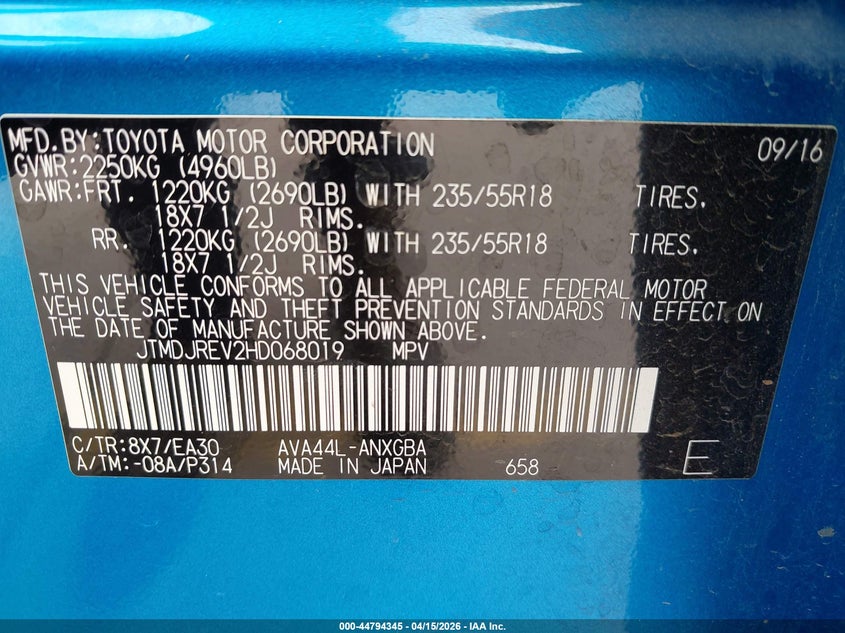 MFD.BY:TOYOTA MOTOR CORPORATION 09/16
GVWR:2250KG (4960LB)
GAWR:FRT. 1220KG (2690LB) WITH 235/55R18 TIRES,
18X7 1/2J RIMS.
RR. 1220KG (2690LB) WITH 235/55R18 TIRES,
18X7 1/2J RIMS.
THIS VEHICLE CONFORMS TO ALL APPLICABLE FEDERAL MOTOR
VEHICLE SAFETY AND THEFT PREVENTION STANDARDS IN EFFECT ON
THE DATE OF MANUFACTURE SHOWN ABOVE.
JTMDJREV2HD068019 MPV
C/TR:8X7/EA30 AVA44L-ANXGBA
A/TM:-08A/P314 MADE IN JAPAN 658 E
000-44794345 | 04/15/2026 - IAA Inc.